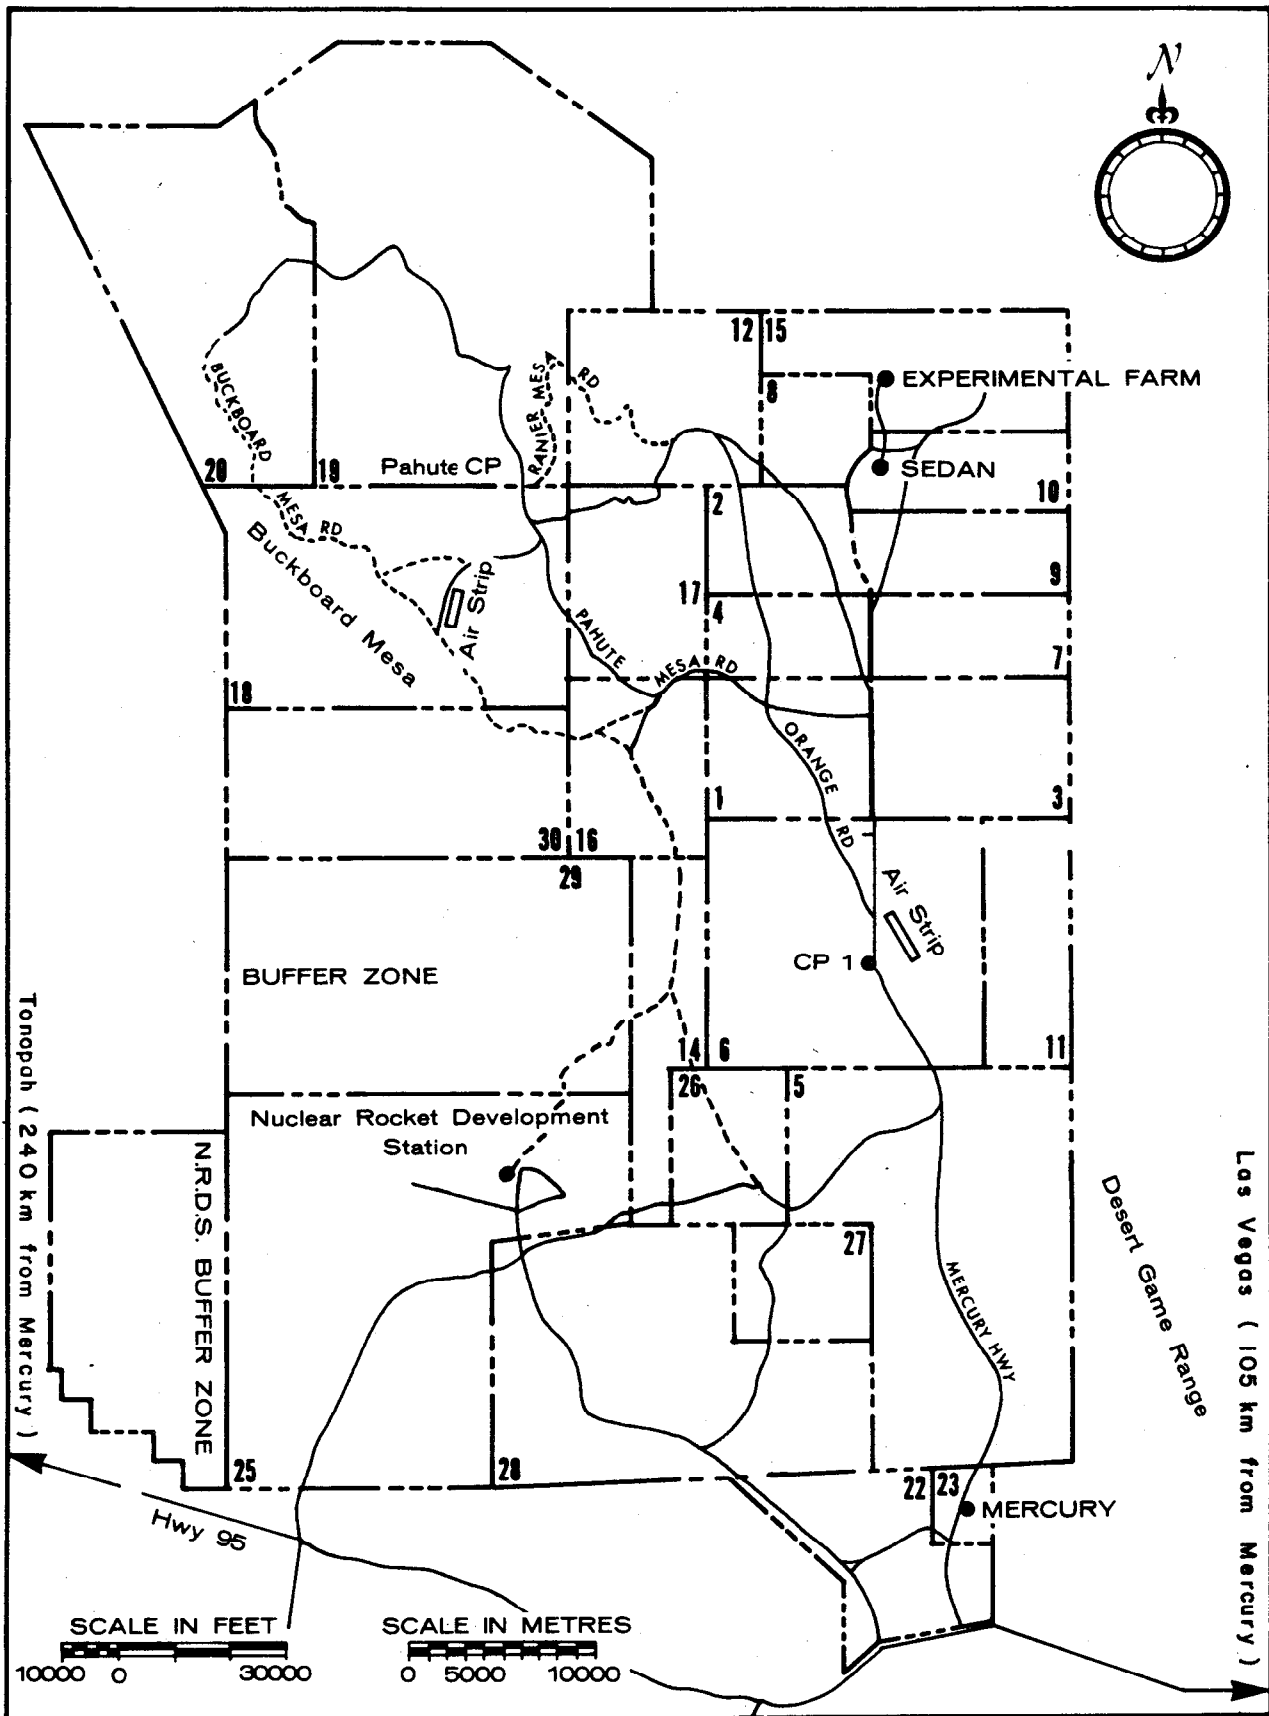 N
12 15
8
EXPERIMENTAL FARM
BUCKBOARD
RANIER MES
RD
SEDAN
20 19
Pahute CP
10
MESA RD
2
Buckboard Mesa
Air Strip
9
17
4
PAHUTE
MESA RD
7
18
ORANGE
RD
1
3
30 16
29
Air Strip
CP 1
BUFFER ZONE
14 6
11
26
5
Nuclear Rocket Development
Station
N.R.D.S. BUFFER ZONE
Tonopah (240 km from Mercury)
27
MERCURY HWY
Desert Game Range
Las Vegas (105 km from Mercury)
25
28
22 23
MERCURY
Hwy 95
SCALE IN FEET
10000 0 30000
SCALE IN METRES
0 5000 10000